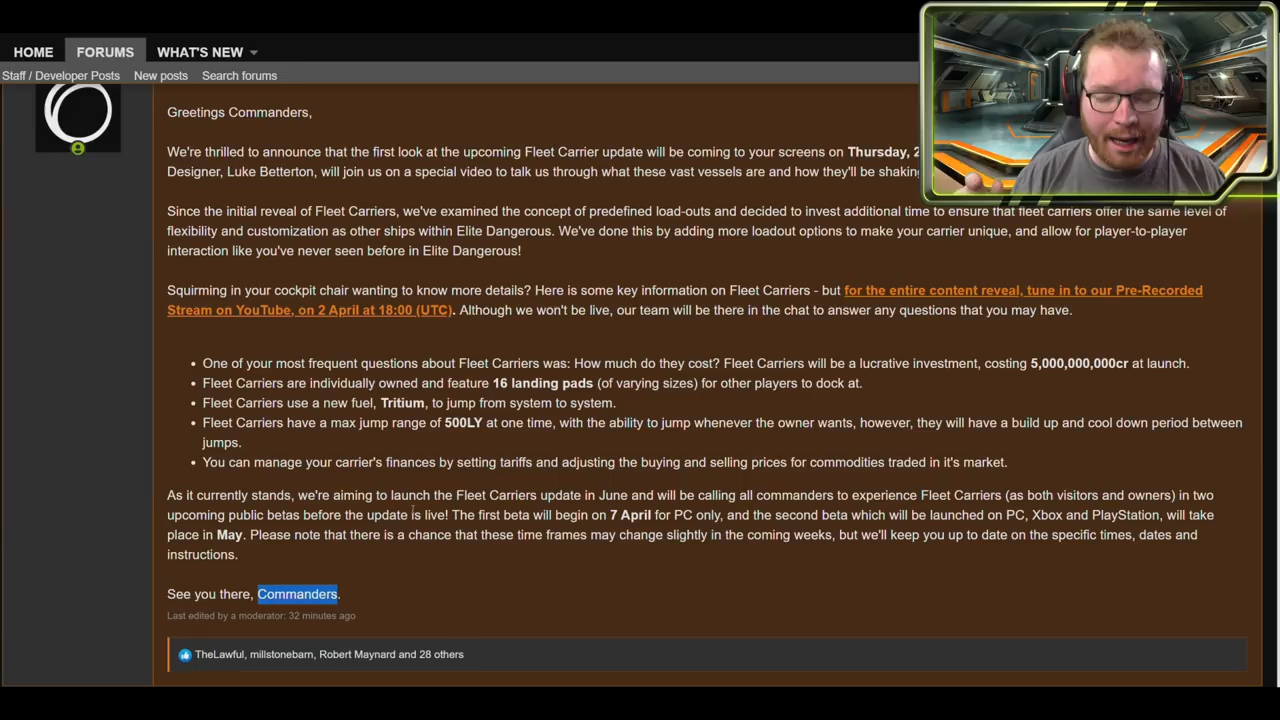 HOME FORUMS WHAT'S NEW
Staff / Developer Posts New posts Search forums
Greetings Commanders,
We're thrilled to announce that the first look at the upcoming Fleet Carrier update will be coming to your screens on Thursday, 2
Designer, Luke Betterton, will join us on a special video to talk us through what these vast vessels are and how they'll be shaking
Since the initial reveal of Fleet Carriers, we've examined the concept of predefined load-outs and decided to invest additional time to ensure that fleet carriers offer the same level of
flexibility and customization as other ships within Elite Dangerous. We've done this by adding more loadout options to make your carrier unique, and allow for player-to-player
interaction like you've never seen before in Elite Dangerous!
Squirming in your cockpit chair wanting to know more details? Here is some key information on Fleet Carriers - but for the entire content reveal, tune in to our Pre-Recorded
Stream on YouTube, on 2 April at 18:00 (UTC). Although we won't be live, our team will be there in the chat to answer any questions that you may have.
• One of your most frequent questions about Fleet Carriers was: How much do they cost? Fleet Carriers will be a lucrative investment, costing 5,000,000,000cr at launch.
• Fleet Carriers are individually owned and feature 16 landing pads (of varying sizes) for other players to dock at.
• Fleet Carriers use a new fuel, Tritium, to jump from system to system.
• Fleet Carriers have a max jump range of 500LY at one time, with the ability to jump whenever the owner wants, however, they will have a build up and cool down period between
jumps.
• You can manage your carrier's finances by setting tariffs and adjusting the buying and selling prices for commodities traded in it's market.
As it currently stands, we're aiming to launch the Fleet Carriers update in June and will be calling all commanders to experience Fleet Carriers (as both visitors and owners) in two
upcoming public betas before the update is live! The first beta will begin on 7 April for PC only, and the second beta which will be launched on PC, Xbox and PlayStation, will take
place in May. Please note that there is a chance that these time frames may change slightly in the coming weeks, but we'll keep you up to date on the specific times, dates and
instructions.
See you there, Commanders.
Last edited by a moderator: 32 minutes ago
TheLawful, millstonebarn, Robert Maynard and 28 others